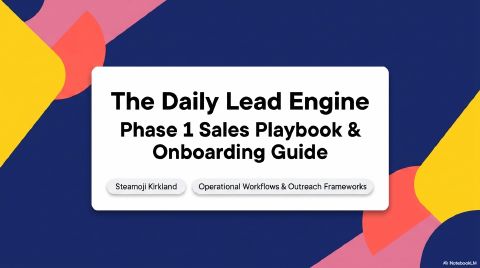 The Daily Lead Engine
Phase 1 Sales Playbook &
Onboarding Guide
Steamoji Kirkland
Operational Workflows & Outreach Frameworks
NotebookLM